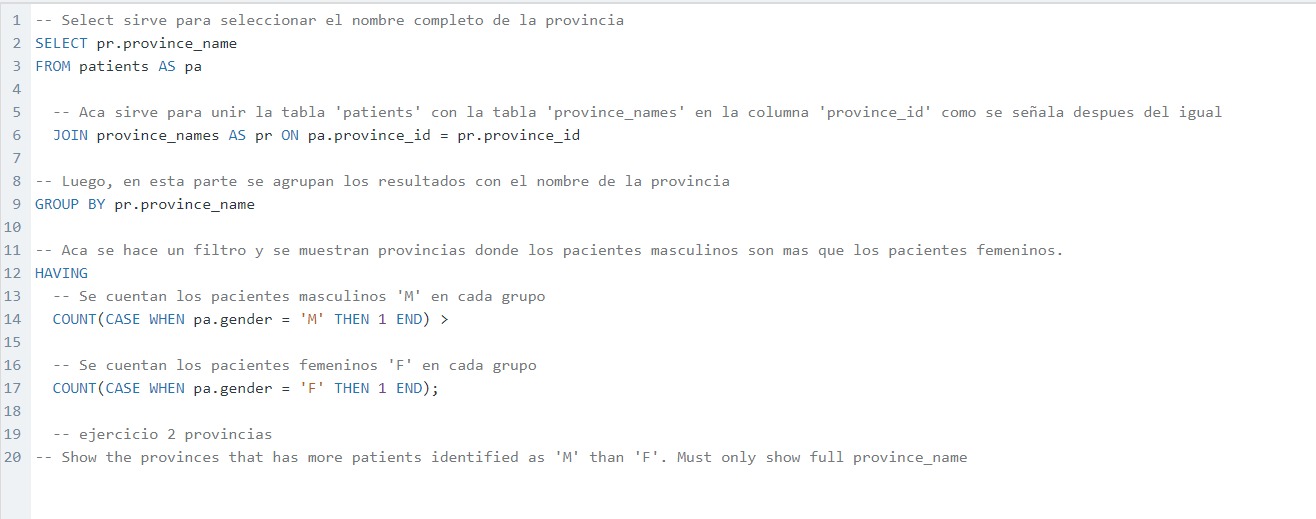 1 -- Select sirve para seleccionar el nombre completo de la provincia
2 SELECT pr.province_name
3 FROM patients AS pa
4
5 -- Aca sirve para unir la tabla 'patients' con la tabla 'province_names' en la columna 'province_id' como se señala despues del igual
6 JOIN province_names AS pr ON pa.province_id = pr.province_id
7
8 -- Luego, en esta parte se agrupan los resultados con el nombre de la provincia
9 GROUP BY pr.province_name
10
11 -- Aca se hace un filtro y se muestran provincias donde los pacientes masculinos son mas que los pacientes femeninos.
12 HAVING
13 -- Se cuentan los pacientes masculinos 'M' en cada grupo
14 COUNT(CASE WHEN pa.gender = 'M' THEN 1 END) >
15
16 -- Se cuentan los pacientes femeninos 'F' en cada grupo
17 COUNT(CASE WHEN pa.gender = 'F' THEN 1 END);
18
19 -- ejercicio 2 provincias
20 -- Show the provinces that has more patients identified as 'M' than 'F'. Must only show full province_name